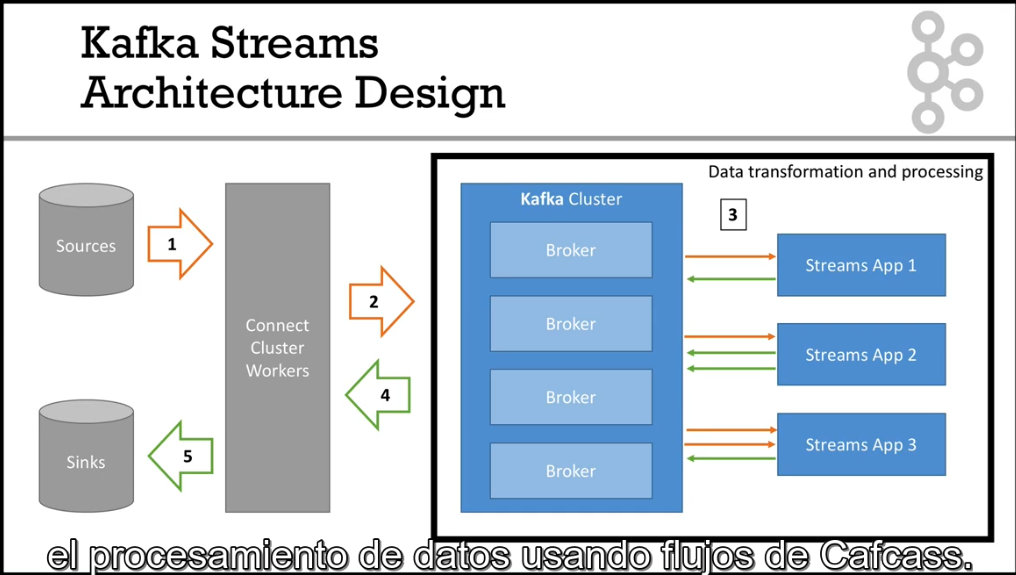 Kafka Streams
Architecture Design
Data transformation and processing
Sources
1
Connect
Cluster
Workers
2
4
Sinks
5
Kafka Cluster
Broker
Broker
Broker
Broker
3
Streams App 1
Streams App 2
Streams App 3
el procesamiento de datos usando flujos de Cafcass.